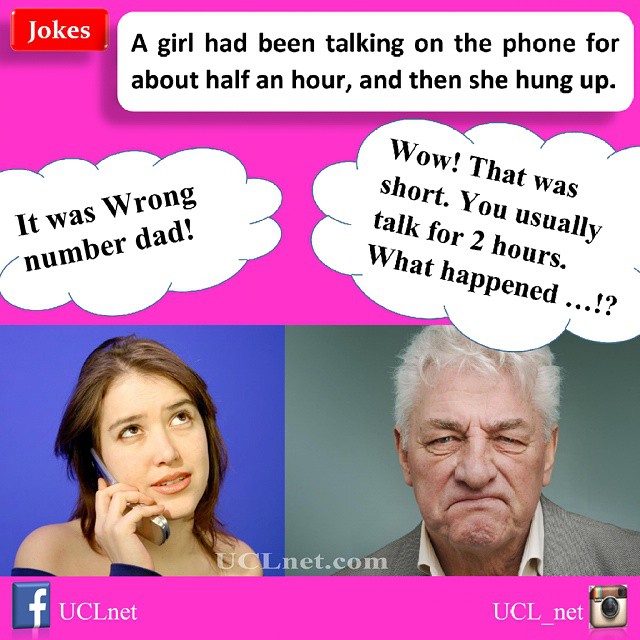 Jokes
A girl had been talking on the phone for
about half an hour, and then she hung up.
Wow! That was
short. You usually
talk for 2 hours.
What happened …!?
It was Wrong
number dad!
UCLnet.com
UCLnet
UCL_net